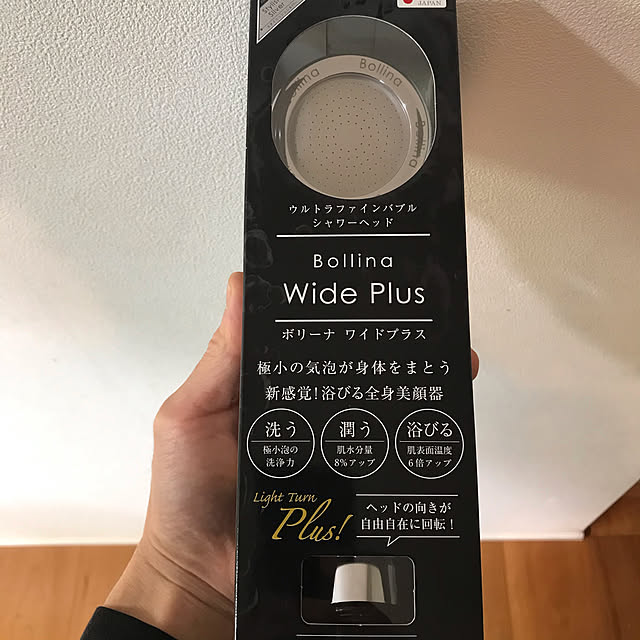 JAPAN
Bollina
Bollina
Bollina
ウルトラファインバブル
シャワーヘッド
Bollina
Wide Plus
ボリーナ ワイドプラス
極小の気泡が身体をまとう
新感覚!浴びる全身美顔器
洗う
極小泡の
洗浄力
潤う
肌水分量
8%アップ
浴びる
肌表面温度
6倍アップ
Light Turn
Plus!
ヘッドの向きが
自由自在に回転!